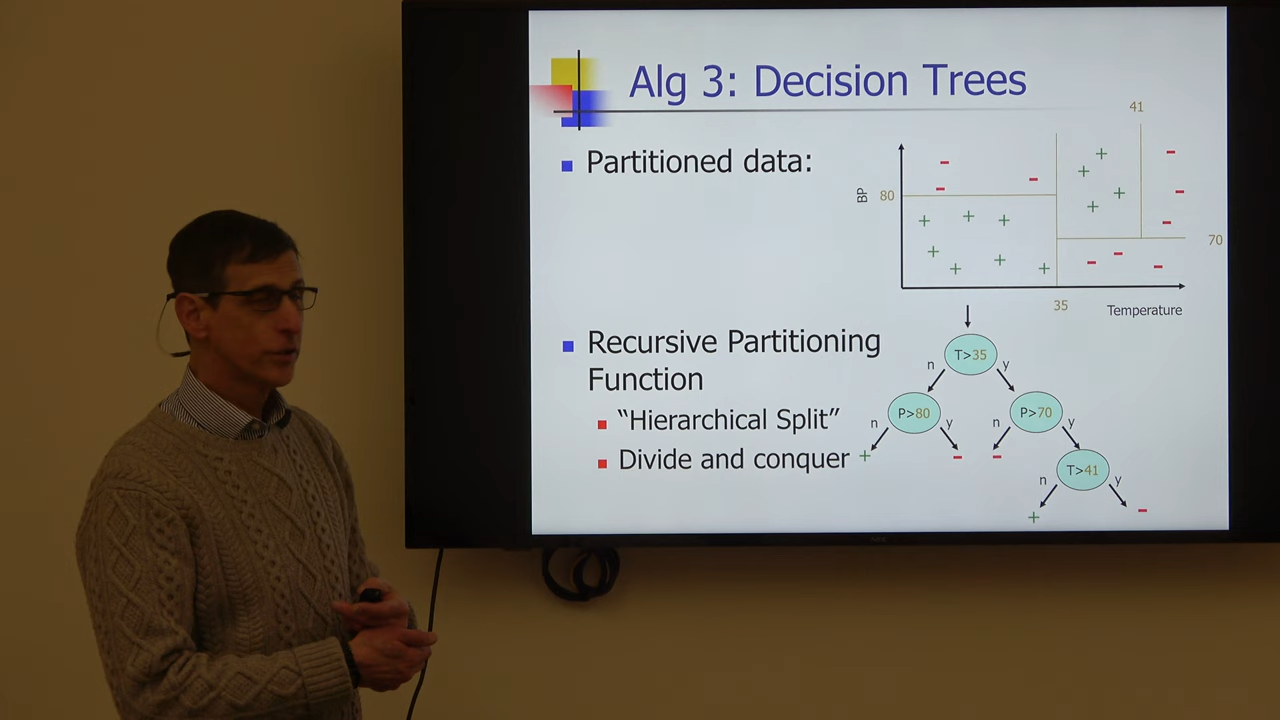 Alg 3: Decision Trees
Partitioned data:
41
BP
80
70
35
Temperature
Recursive Partitioning
Function
“Hierarchical Split”
Divide and conquer
T>35
n
y
P>80
P>70
n
y
n
y
+
-
-
T>41
n
y
+
-
NEC